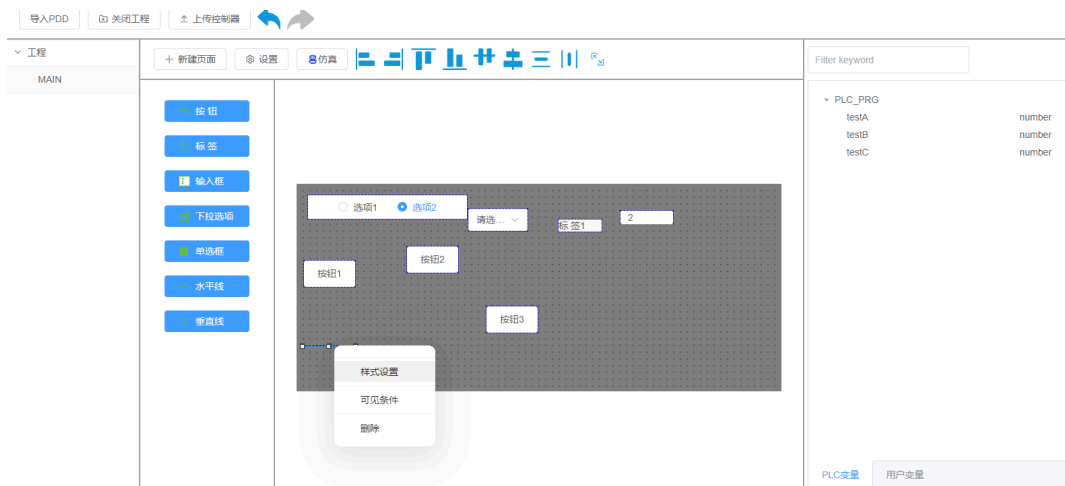 导入PDD 关闭工程 上传控制器
工程
MAIN
新建页面 设置 仿真
Filter keyword
按 钮
标 签
输入框
下拉选项
单选框
水平线
垂直线
选项1 选项2
请选...
标 签1
2
按钮1
按钮2
按钮3
样式设置
可见条件
删除
PLC_PRG
testA number
testB number
testC number
PLC变量 用户变量